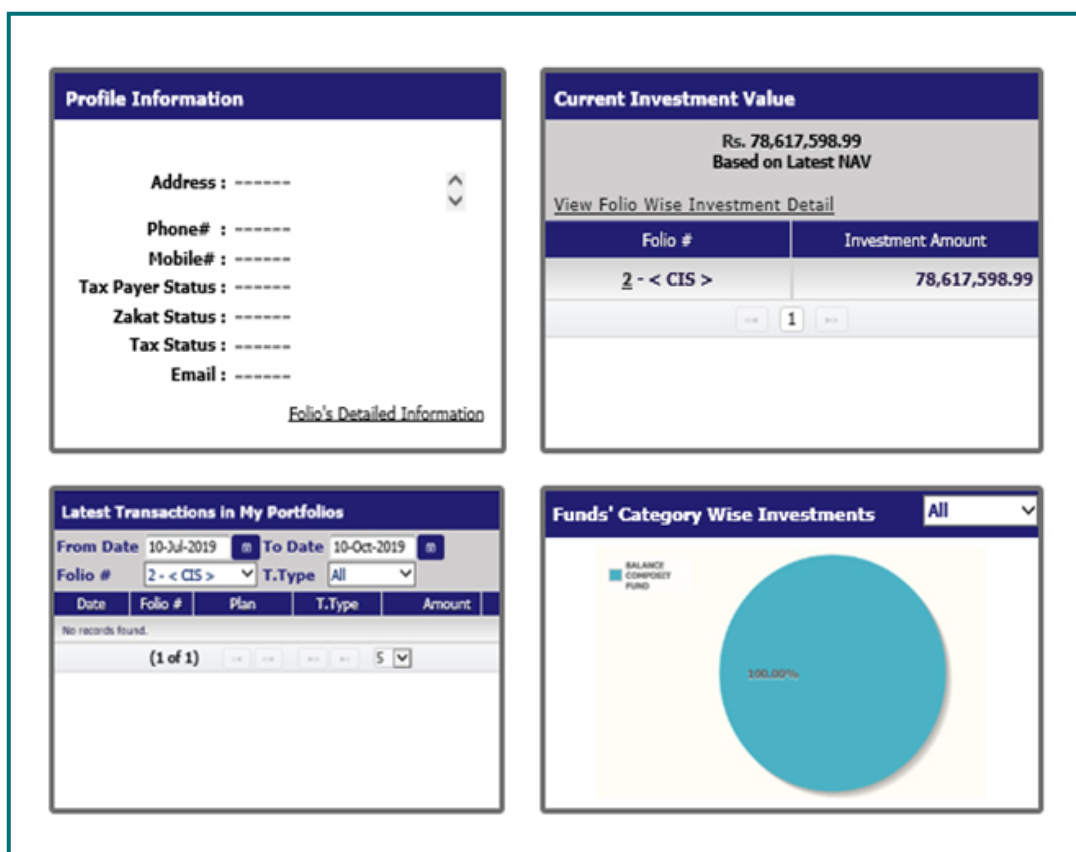 Profile Information
Address : ------
Phone# : ------
Mobile# : ------
Tax Payer Status : ------
Zakat Status : ------
Tax Status : ------
Email : ------
Folio's Detailed Information
Current Investment Value
Rs. 78,617,598.99
Based on Latest NAV
View Folio Wise Investment Detail
Folio # Investment Amount
2 - < CIS > 78,617,598.99
1
Latest Transactions in My Portfolios
From Date 10-Jul-2019 To Date 10-Oct-2019
Folio # 2 - < CIS > T.Type All
Date Folio # Plan T.Type Amount
No records found.
(1 of 1) 5
Funds' Category Wise Investments All
BALANCE
COMPOSIT
FUND
100.00%